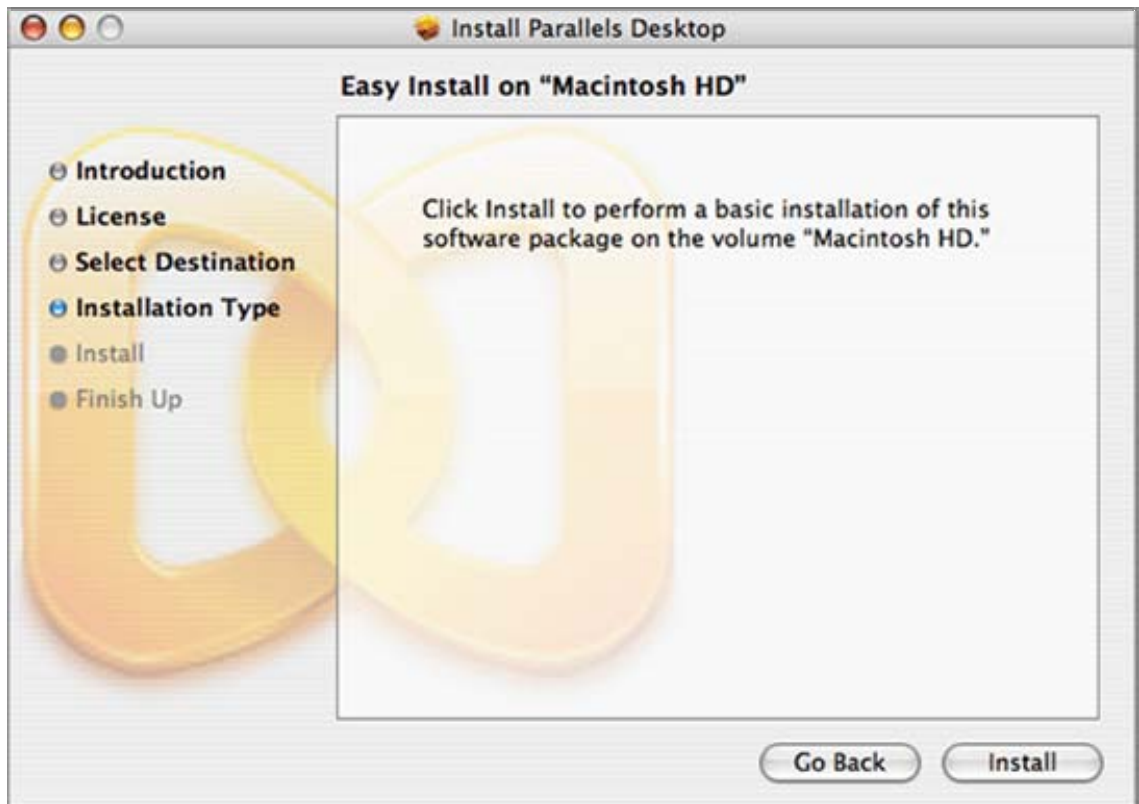 Install Parallels Desktop
Easy Install on “Macintosh HD”
Introduction
License
Select Destination
Installation Type
Install
Finish Up
Click Install to perform a basic installation of this
software package on the volume “Macintosh HD.”
Go Back
Install